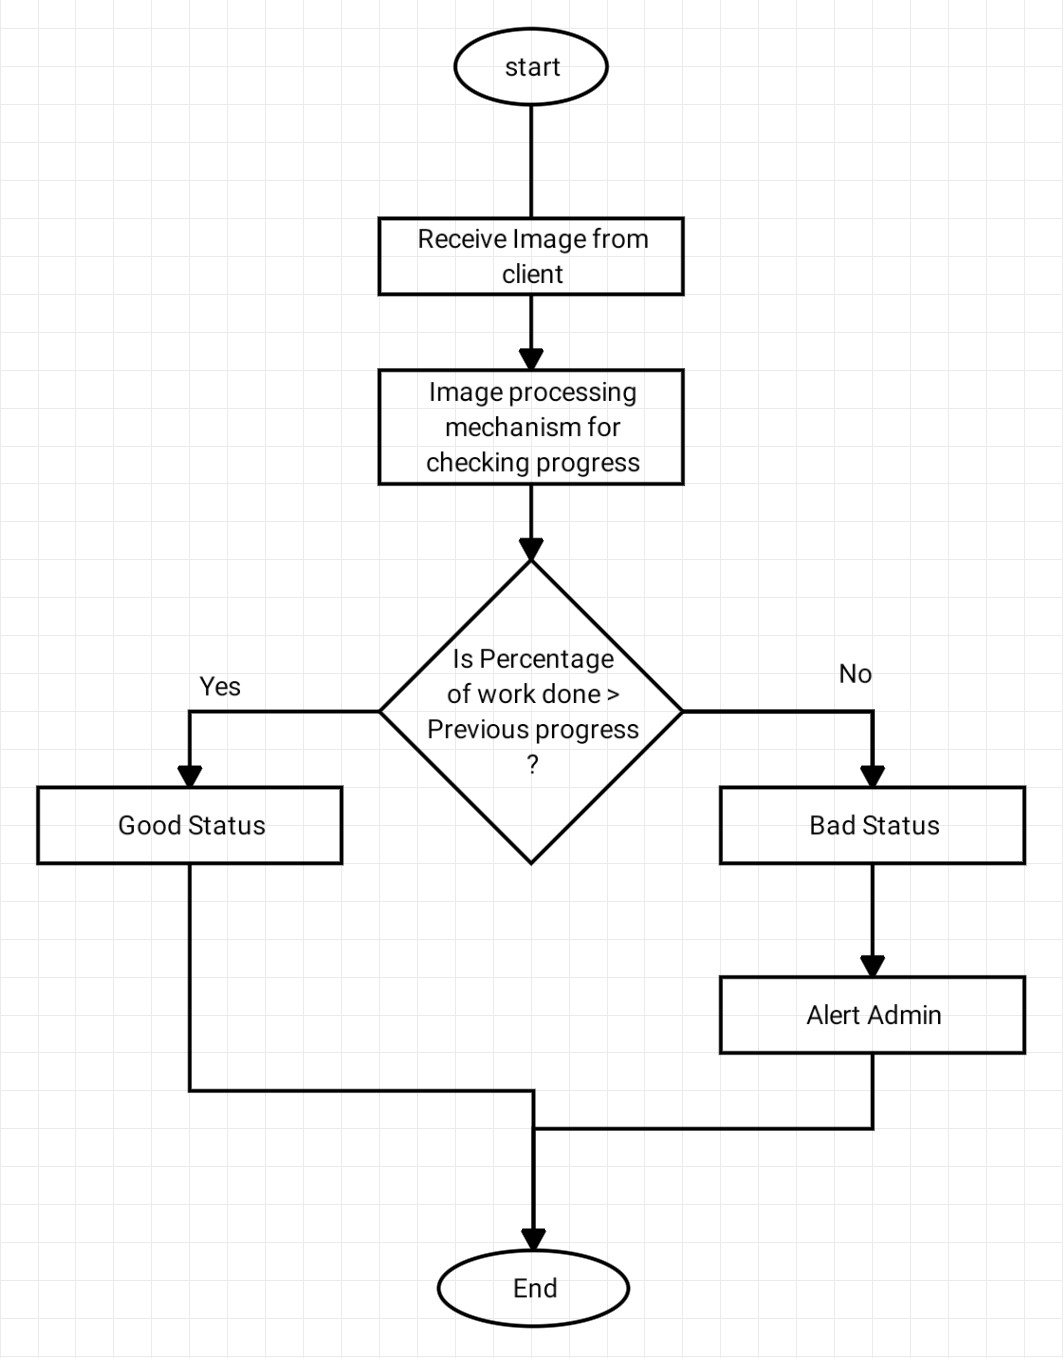 start
Receive Image from
client
Image processing
mechanism for
checking progress
Is Percentage
of work done >
Previous progress
?
Yes
No
Good Status
Bad Status
Alert Admin
End